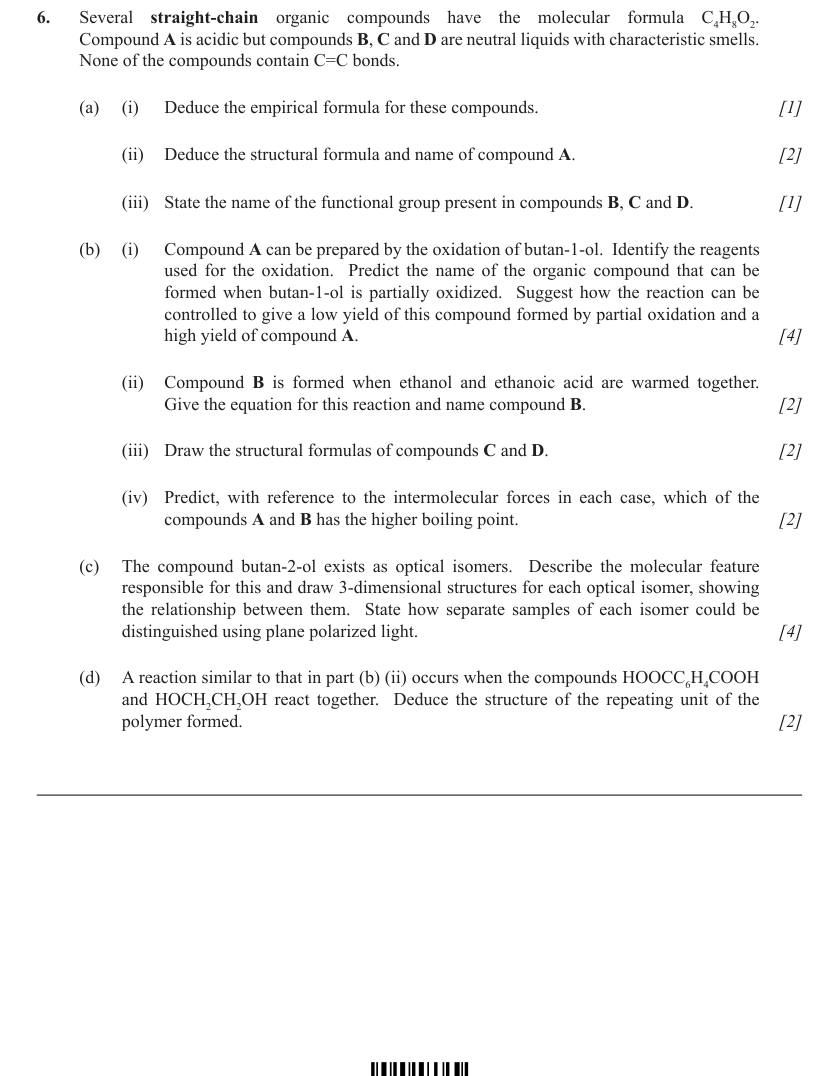 6. Several straight-chain organic compounds have the molecular formula C₄H₈O₂.
Compound A is acidic but compounds B, C and D are neutral liquids with characteristic smells.
None of the compounds contain C=C bonds.
(a) (i) Deduce the empirical formula for these compounds. [1]
(ii) Deduce the structural formula and name of compound A. [2]
(iii) State the name of the functional group present in compounds B, C and D. [1]
(b) (i) Compound A can be prepared by the oxidation of butan-1-ol. Identify the reagents
used for the oxidation. Predict the name of the organic compound that can be
formed when butan-1-ol is partially oxidized. Suggest how the reaction can be
controlled to give a low yield of this compound formed by partial oxidation and a
high yield of compound A. [4]
(ii) Compound B is formed when ethanol and ethanoic acid are warmed together.
Give the equation for this reaction and name compound B. [2]
(iii) Draw the structural formulas of compounds C and D. [2]
(iv) Predict, with reference to the intermolecular forces in each case, which of the
compounds A and B has the higher boiling point. [2]
(c) The compound butan-2-ol exists as optical isomers. Describe the molecular feature
responsible for this and draw 3-dimensional structures for each optical isomer, showing
the relationship between them. State how separate samples of each isomer could be
distinguished using plane polarized light. [4]
(d) A reaction similar to that in part (b) (ii) occurs when the compounds HOOCC₆H₄COOH
and HOCH₂CH₂OH react together. Deduce the structure of the repeating unit of the
polymer formed. [2]